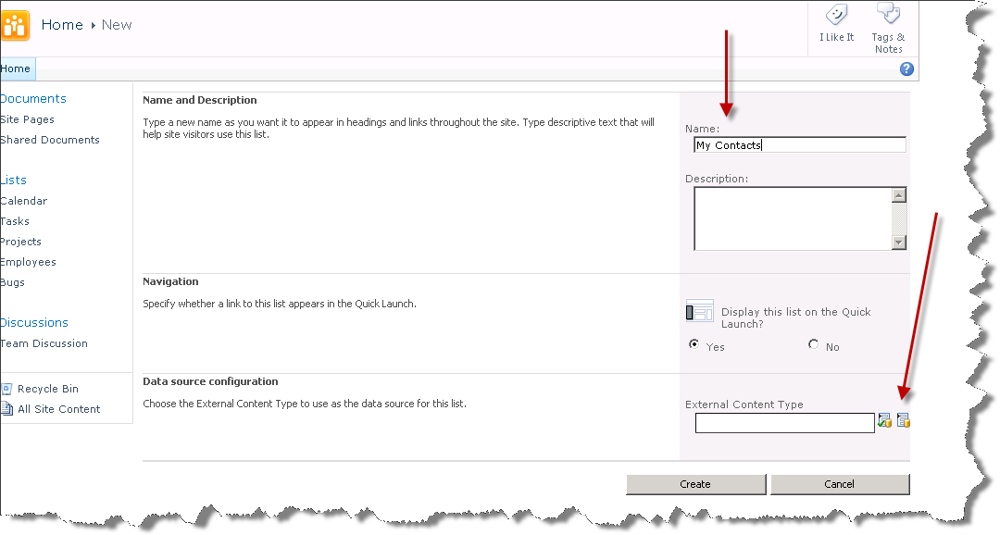 Home ▸ New
I Like It
Tags &
Notes
Home
Documents
Site Pages
Shared Documents
Lists
Calendar
Tasks
Projects
Employees
Bugs
Discussions
Team Discussion
Recycle Bin
All Site Content
Name and Description
Type a new name as you want it to appear in headings and links throughout the site. Type descriptive text that will
help site visitors use this list.
Name:
My Contacts
Description:
Navigation
Specify whether a link to this list appears in the Quick Launch.
Display this list on the Quick
Launch?
Yes
No
Data source configuration
Choose the External Content Type to use as the data source for this list.
External Content Type
Create
Cancel